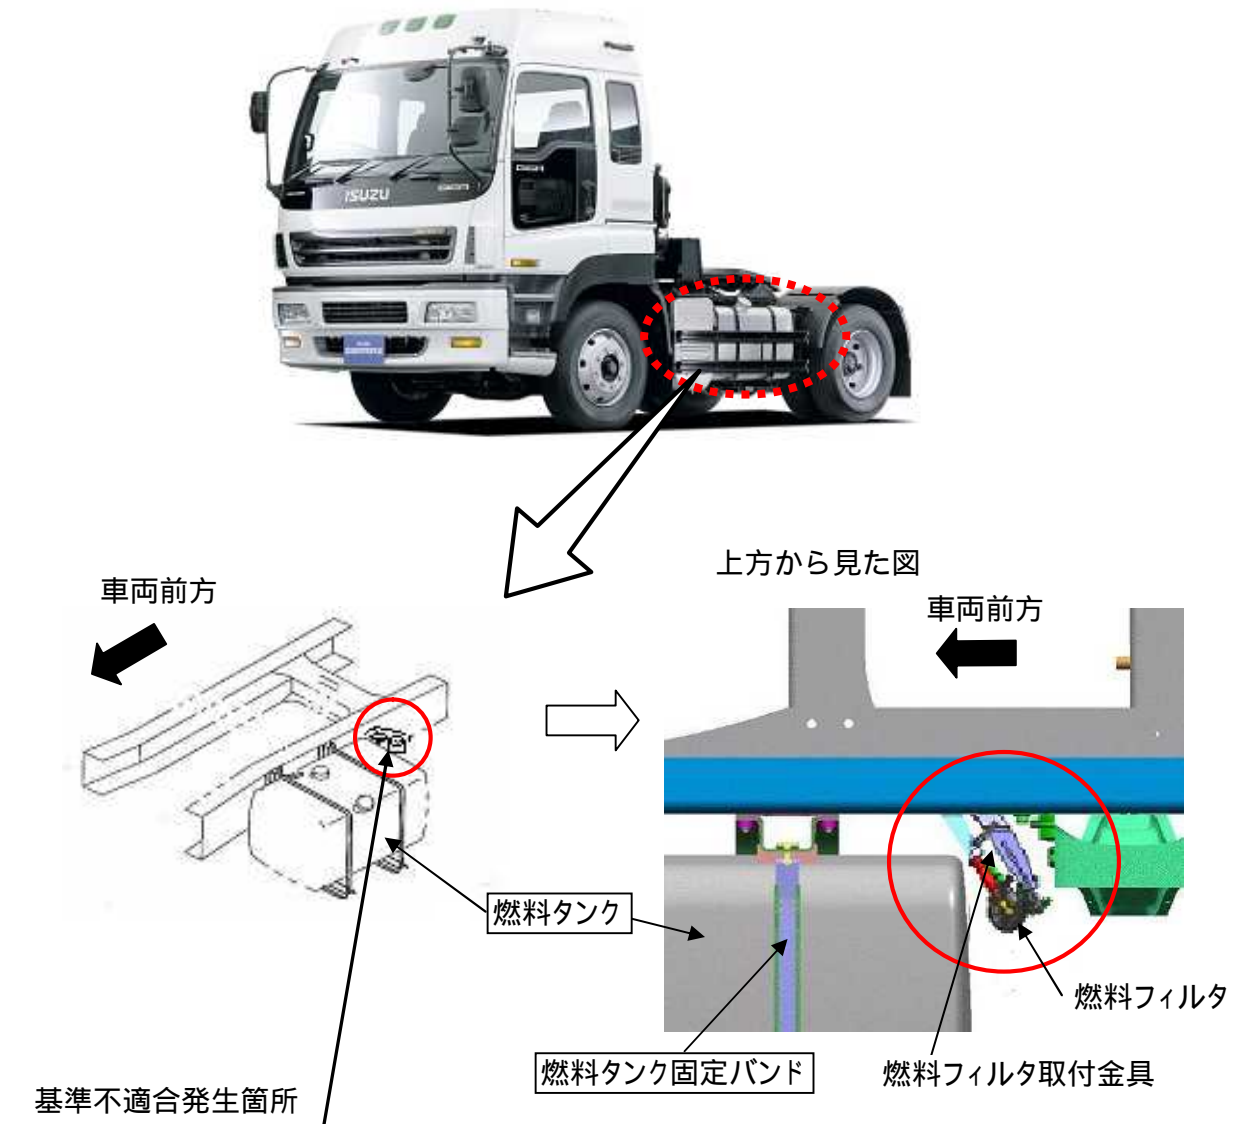 ISUZU
上方から見た図
車両前方
車両前方
燃料タンク
燃料フィルタ
燃料タンク固定バンド
燃料フィルタ取付金具
基準不適合発生箇所